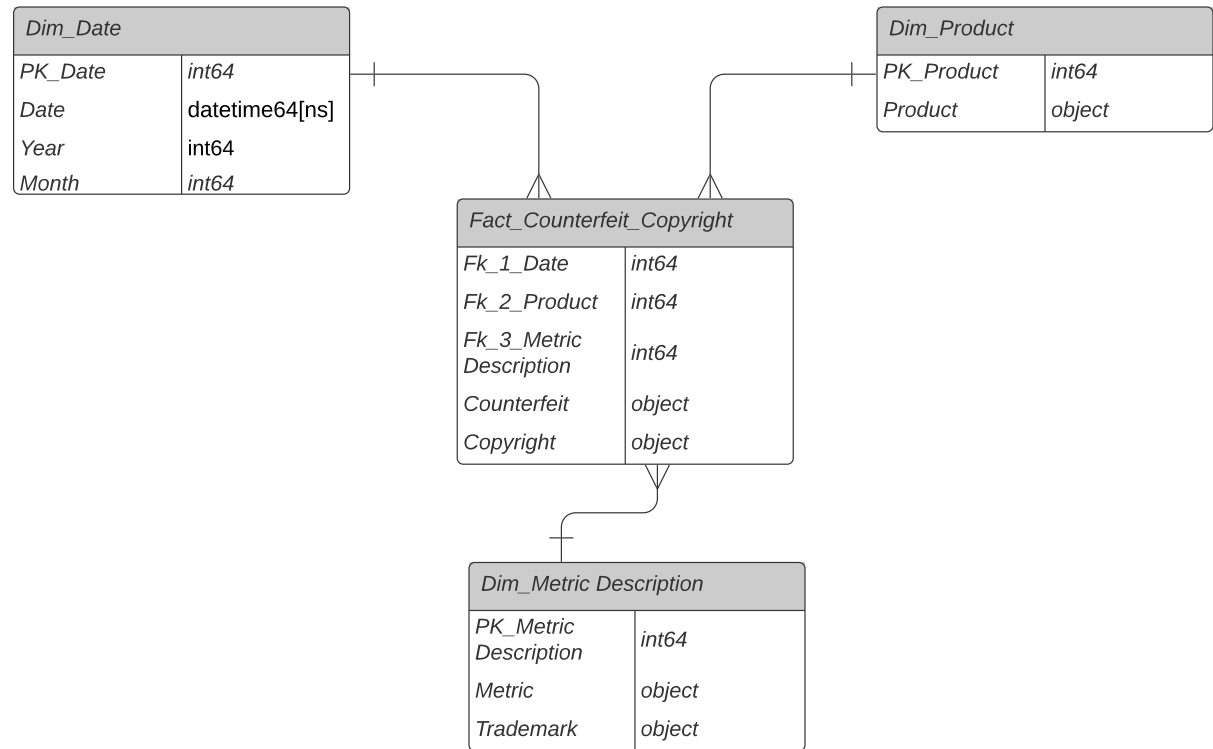 Dim_Date
PK_Date int64
Date datetime64[ns]
Year int64
Month int64
Dim_Product
PK_Product int64
Product object
Fact_Counterfeit_Copyright
Fk_1_Date int64
Fk_2_Product int64
Fk_3_Metric
Description int64
Counterfeit object
Copyright object
Dim_Metric Description
PK_Metric
Description int64
Metric object
Trademark object